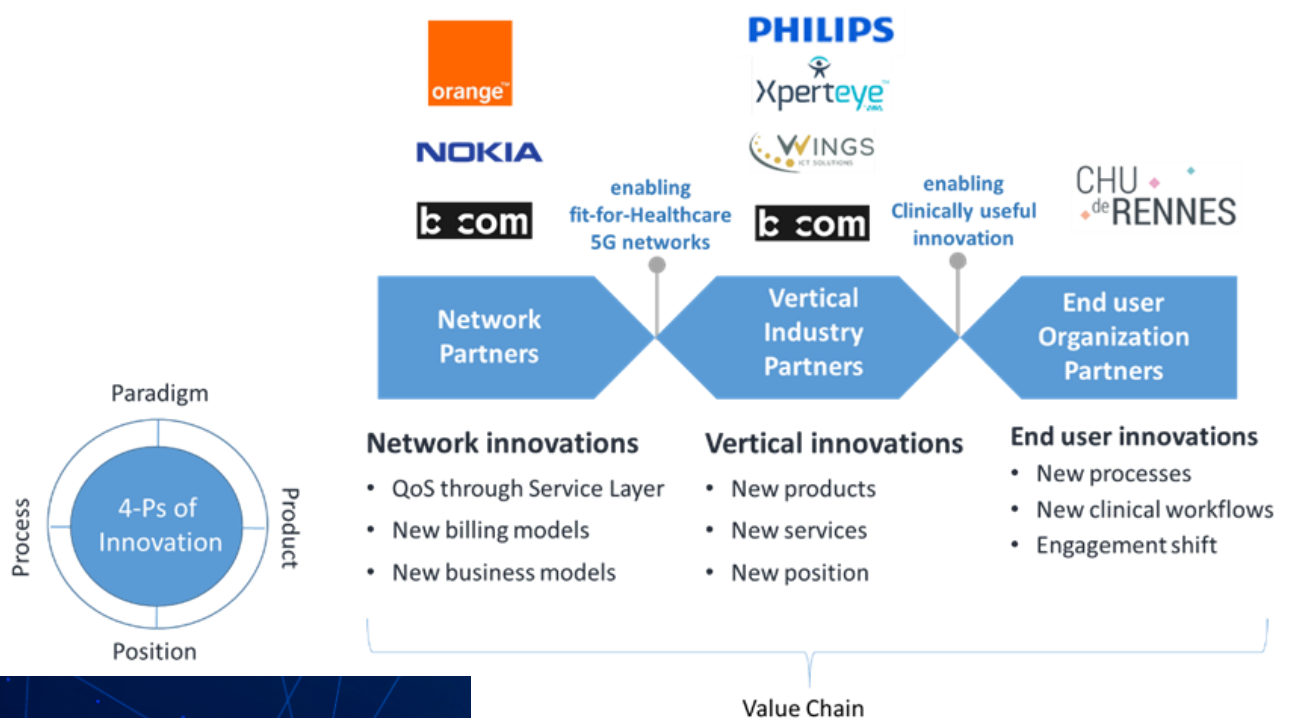 orange™
NOKIA
b com
PHILIPS
Xperteye™
WINGS
ICT SOLUTIONS
b com
CHU
de RENNES
enabling
fit-for-Healthcare
5G networks
enabling
Clinically useful
innovation
Network
Partners
Vertical
Industry
Partners
End user
Organization
Partners
Paradigm
Process
4-Ps of
Innovation
Product
Position
Network innovations
• QoS through Service Layer
• New billing models
• New business models
Vertical innovations
• New products
• New services
• New position
End user innovations
• New processes
• New clinical workflows
• Engagement shift
Value Chain